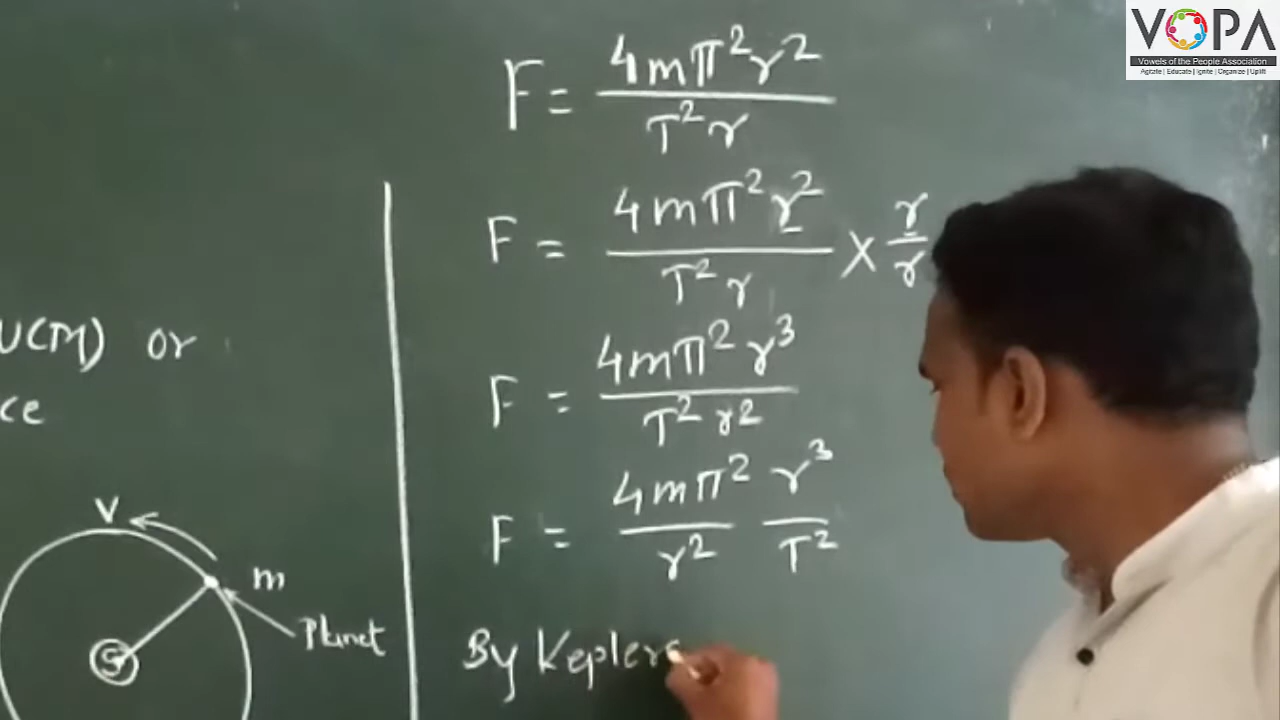 VOPA
Vowels of the People Association
Agitate | Educate | Ignite | Organize | Uplift
F = 4mπ²r² / T²r
F = 4mπ²r² / T²r × r / r
F = 4mπ²r³ / T²r²
F = 4mπ² / r² r³ / T²
By Keplers
UCM) or
ce
V
m
Planet
S